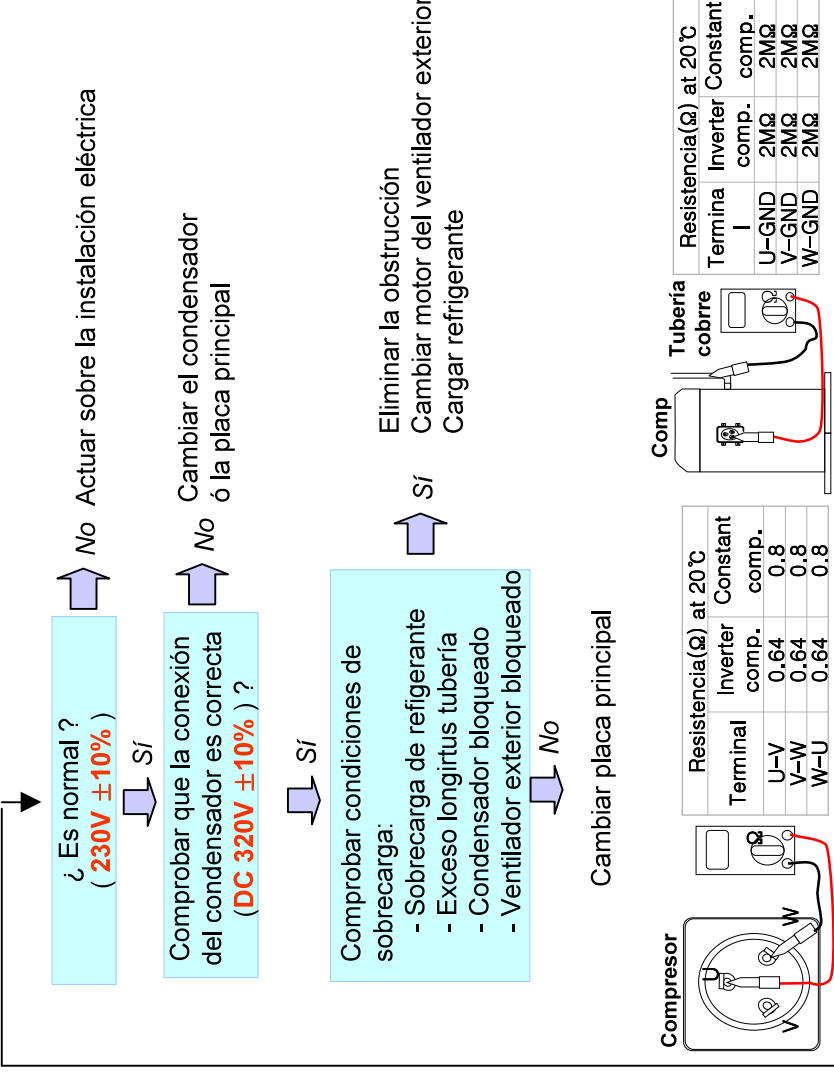 ¿ Es normal ?
( 230V ±10% )
No
Actuar sobre la instalación eléctrica
Sí
Comprobar que la conexión
del condensador es correcta
(DC 320V ±10% ) ?
No
Cambiar el condensador
ó la placa principal
Sí
Comprobar condiciones de
sobrecarga:
- Sobrecarga de refrigerante
- Exceso longirtus tubería
- Condensador bloqueado
- Ventilador exterior bloqueado
Sí
Eliminar la obstrucción
Cambiar motor del ventilador exterior
Cargar refrigerante
No
Cambiar placa principal
Compresor
U
V
W
Ω
Resistencia(Ω) at 20℃
Terminal Inverter comp. Constant comp.
U-V 0.64 0.8
V-W 0.64 0.8
W-U 0.64 0.8
Comp
Tubería
cobrre
Ω
Resistencia(Ω) at 20℃
Termina
l
Inverter comp. Constant comp.
U-GND 2MΩ 2MΩ
V-GND 2MΩ 2MΩ
W-GND 2MΩ 2MΩ